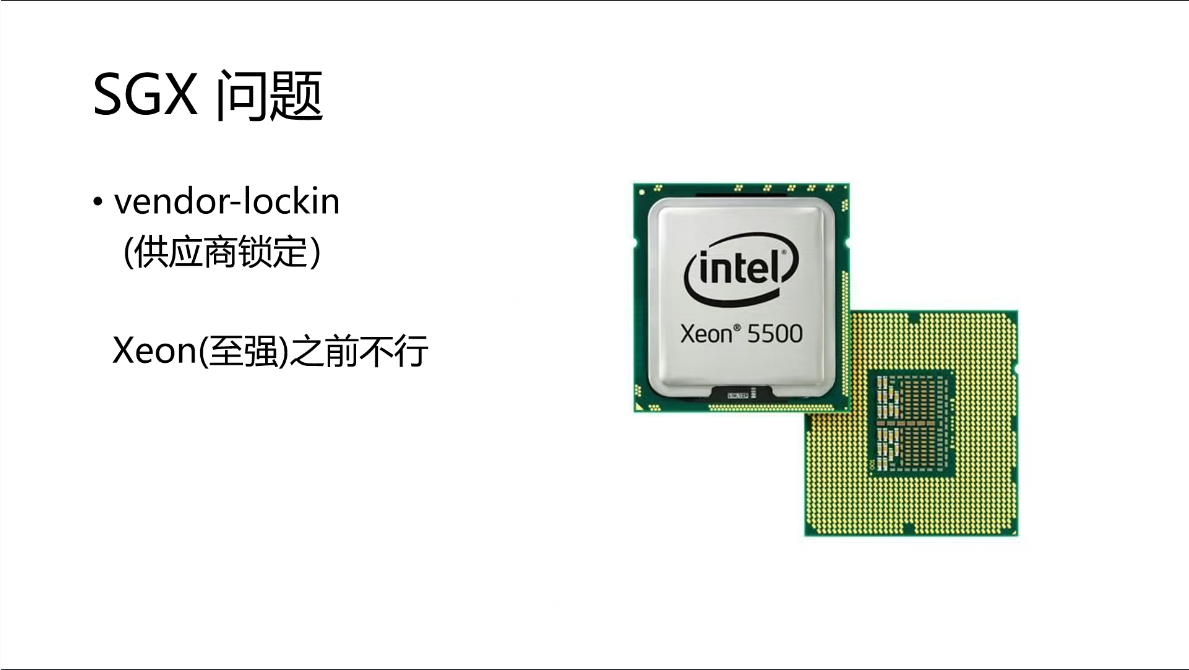 SGX 问题
• vendor-lockin
(供应商锁定)
Xeon(至强)之前不行
intel®
Xeon® 5500